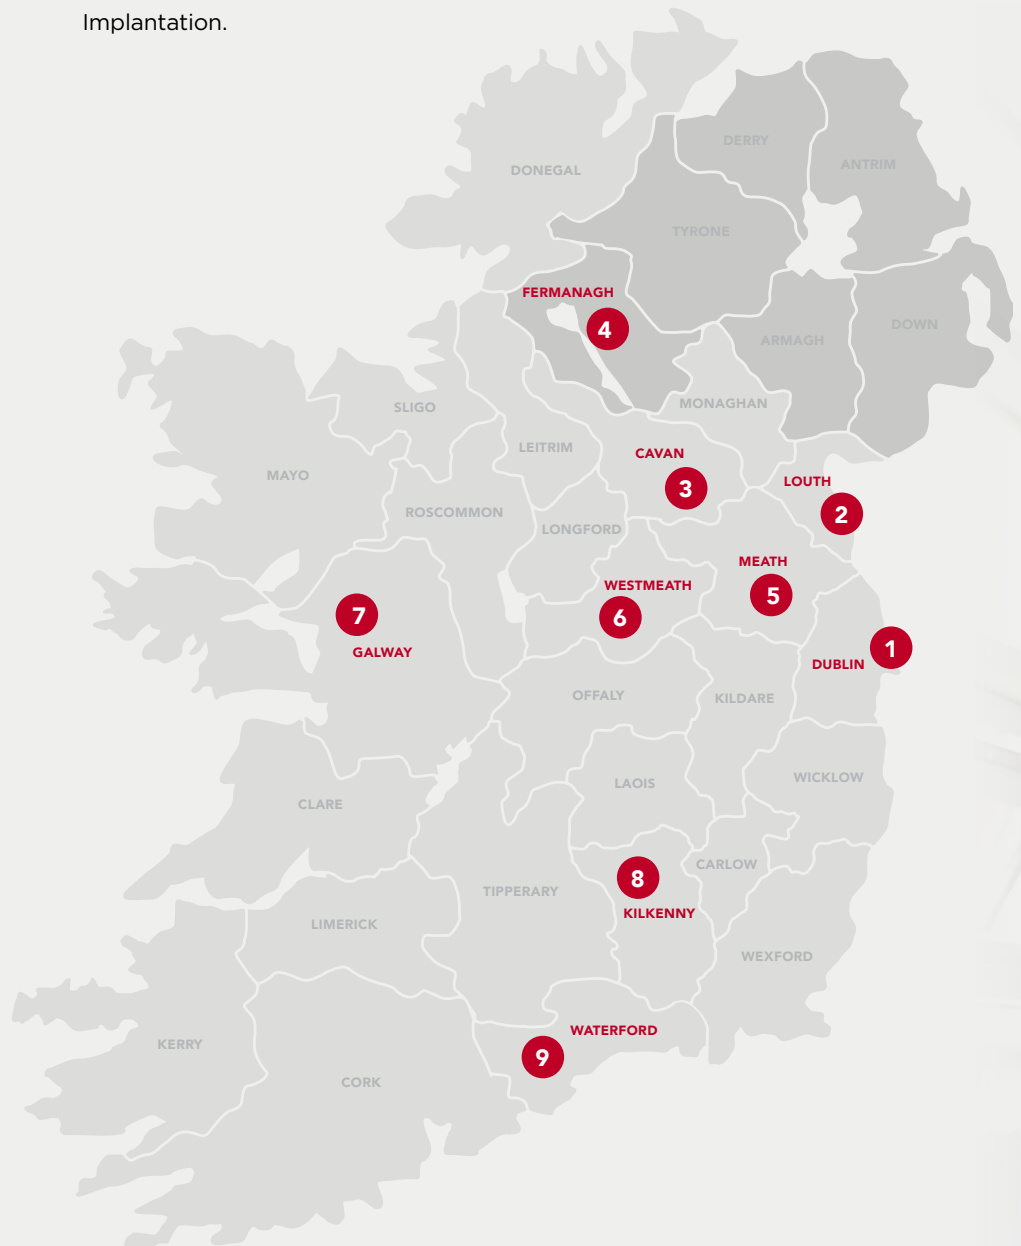 Implantation.
DERRY
ANTRIM
DONEGAL
TYRONE
FERMANAGH
4
DOWN
ARMAGH
MONAGHAN
SLIGO
LEITRIM
CAVAN
3
MAYO
LOUTH
2
ROSCOMMON
LONGFORD
MEATH
5
WESTMEATH
6
7
GALWAY
1
DUBLIN
OFFALY
KILDARE
LAOIS
WICKLOW
CLARE
CARLOW
8
KILKENNY
TIPPERARY
LIMERICK
WEXFORD
WATERFORD
9
KERRY
CORK